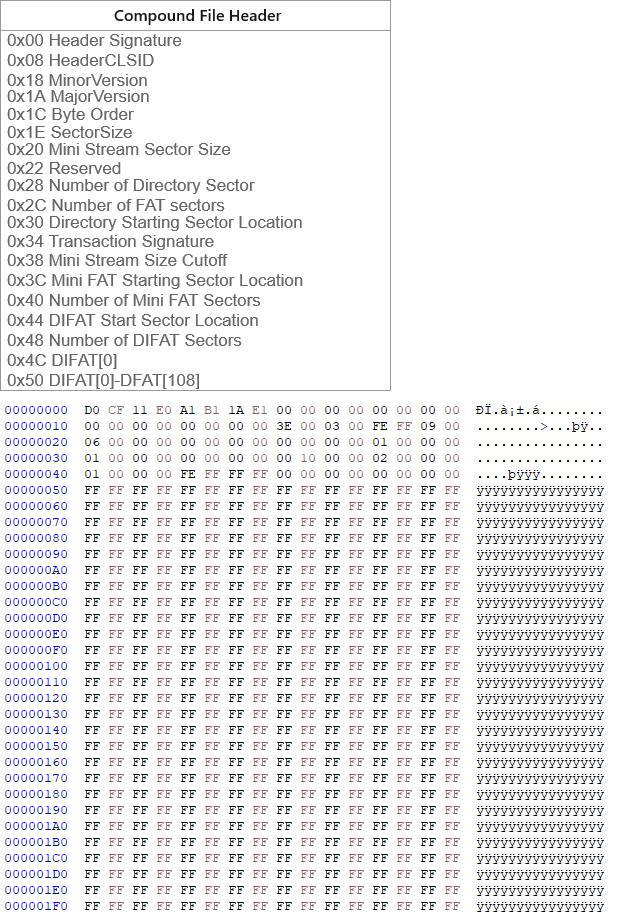 Compound File Header
0x00 Header Signature
0x08 HeaderCLSID
0x18 MinorVersion
0x1A MajorVersion
0x1C Byte Order
0x1E SectorSize
0x20 Mini Stream Sector Size
0x22 Reserved
0x28 Number of Directory Sector
0x2C Number of FAT sectors
0x30 Directory Starting Sector Location
0x34 Transaction Signature
0x38 Mini Stream Size Cutoff
0x3C Mini FAT Starting Sector Location
0x40 Number of Mini FAT Sectors
0x44 DIFAT Start Sector Location
0x48 Number of DIFAT Sectors
0x4C DIFAT[0]
0x50 DIFAT[0]-DFAT[108]
00000000 D0 CF 11 E0 A1 B1 1A E1 00 00 00 00 00 00 00 00 ÐÏ.à¡±.á........
00000010 00 00 00 00 00 00 00 00 3E 00 03 00 FE FF 09 00 ........>...þÿ..
00000020 06 00 00 00 00 00 00 00 00 00 00 00 01 00 00 00 ................
00000030 01 00 00 00 00 00 00 00 00 10 00 00 02 00 00 00 ................
00000040 01 00 00 00 FE FF FF FF 00 00 00 00 00 00 00 00 ....þÿÿÿ........
00000050 FF FF FF FF FF FF FF FF FF FF FF FF FF FF FF FF ÿÿÿÿÿÿÿÿÿÿÿÿÿÿÿÿ
00000060 FF FF FF FF FF FF FF FF FF FF FF FF FF FF FF FF ÿÿÿÿÿÿÿÿÿÿÿÿÿÿÿÿ
00000070 FF FF FF FF FF FF FF FF FF FF FF FF FF FF FF FF ÿÿÿÿÿÿÿÿÿÿÿÿÿÿÿÿ
00000080 FF FF FF FF FF FF FF FF FF FF FF FF FF FF FF FF ÿÿÿÿÿÿÿÿÿÿÿÿÿÿÿÿ
00000090 FF FF FF FF FF FF FF FF FF FF FF FF FF FF FF FF ÿÿÿÿÿÿÿÿÿÿÿÿÿÿÿÿ
000000A0 FF FF FF FF FF FF FF FF FF FF FF FF FF FF FF FF ÿÿÿÿÿÿÿÿÿÿÿÿÿÿÿÿ
000000B0 FF FF FF FF FF FF FF FF FF FF FF FF FF FF FF FF ÿÿÿÿÿÿÿÿÿÿÿÿÿÿÿÿ
000000C0 FF FF FF FF FF FF FF FF FF FF FF FF FF FF FF FF ÿÿÿÿÿÿÿÿÿÿÿÿÿÿÿÿ
000000D0 FF FF FF FF FF FF FF FF FF FF FF FF FF FF FF FF ÿÿÿÿÿÿÿÿÿÿÿÿÿÿÿÿ
000000E0 FF FF FF FF FF FF FF FF FF FF FF FF FF FF FF FF ÿÿÿÿÿÿÿÿÿÿÿÿÿÿÿÿ
000000F0 FF FF FF FF FF FF FF FF FF FF FF FF FF FF FF FF ÿÿÿÿÿÿÿÿÿÿÿÿÿÿÿÿ
00000100 FF FF FF FF FF FF FF FF FF FF FF FF FF FF FF FF ÿÿÿÿÿÿÿÿÿÿÿÿÿÿÿÿ
00000110 FF FF FF FF FF FF FF FF FF FF FF FF FF FF FF FF ÿÿÿÿÿÿÿÿÿÿÿÿÿÿÿÿ
00000120 FF FF FF FF FF FF FF FF FF FF FF FF FF FF FF FF ÿÿÿÿÿÿÿÿÿÿÿÿÿÿÿÿ
00000130 FF FF FF FF FF FF FF FF FF FF FF FF FF FF FF FF ÿÿÿÿÿÿÿÿÿÿÿÿÿÿÿÿ
00000140 FF FF FF FF FF FF FF FF FF FF FF FF FF FF FF FF ÿÿÿÿÿÿÿÿÿÿÿÿÿÿÿÿ
00000150 FF FF FF FF FF FF FF FF FF FF FF FF FF FF FF FF ÿÿÿÿÿÿÿÿÿÿÿÿÿÿÿÿ
00000160 FF FF FF FF FF FF FF FF FF FF FF FF FF FF FF FF ÿÿÿÿÿÿÿÿÿÿÿÿÿÿÿÿ
00000170 FF FF FF FF FF FF FF FF FF FF FF FF FF FF FF FF ÿÿÿÿÿÿÿÿÿÿÿÿÿÿÿÿ
00000180 FF FF FF FF FF FF FF FF FF FF FF FF FF FF FF FF ÿÿÿÿÿÿÿÿÿÿÿÿÿÿÿÿ
00000190 FF FF FF FF FF FF FF FF FF FF FF FF FF FF FF FF ÿÿÿÿÿÿÿÿÿÿÿÿÿÿÿÿ
000001A0 FF FF FF FF FF FF FF FF FF FF FF FF FF FF FF FF ÿÿÿÿÿÿÿÿÿÿÿÿÿÿÿÿ
000001B0 FF FF FF FF FF FF FF FF FF FF FF FF FF FF FF FF ÿÿÿÿÿÿÿÿÿÿÿÿÿÿÿÿ
000001C0 FF FF FF FF FF FF FF FF FF FF FF FF FF FF FF FF ÿÿÿÿÿÿÿÿÿÿÿÿÿÿÿÿ
000001D0 FF FF FF FF FF FF FF FF FF FF FF FF FF FF FF FF ÿÿÿÿÿÿÿÿÿÿÿÿÿÿÿÿ
000001E0 FF FF FF FF FF FF FF FF FF FF FF FF FF FF FF FF ÿÿÿÿÿÿÿÿÿÿÿÿÿÿÿÿ
000001F0 FF FF FF FF FF FF FF FF FF FF FF FF FF FF FF FF ÿÿÿÿÿÿÿÿÿÿÿÿÿÿÿÿ